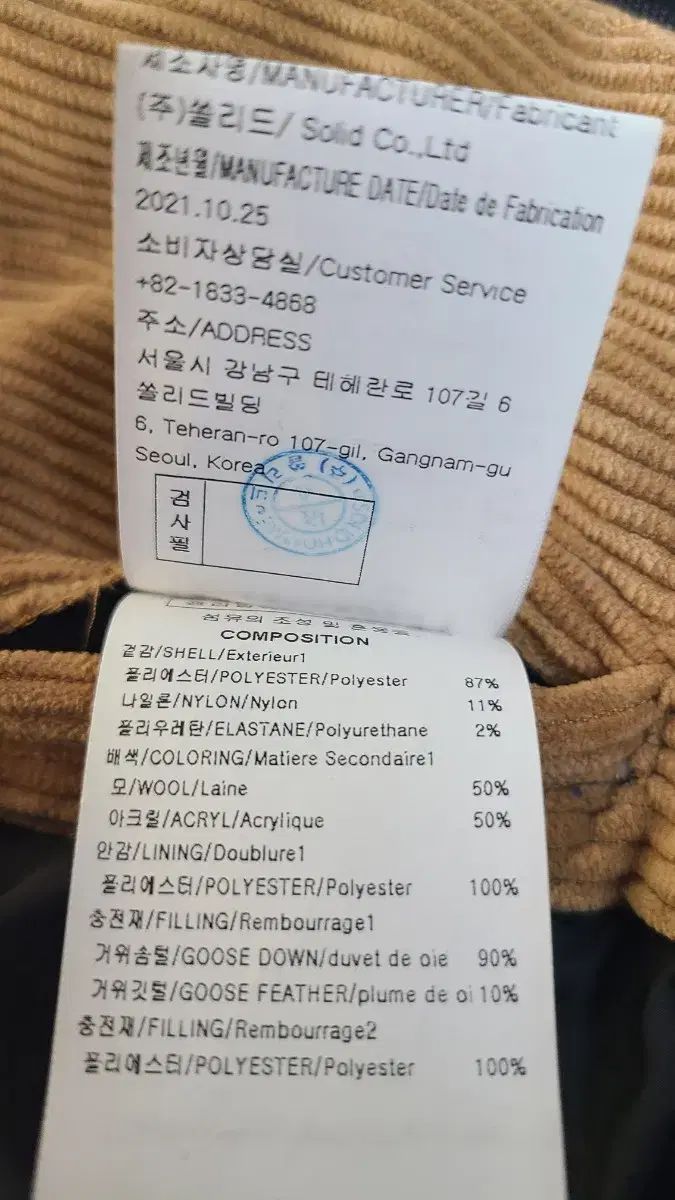 제조자명/MANUFACTURER/Fabricant
(주)쏠리드/ Solid Co.,Ltd
제조년월/MANUFACTURE DATE/Date de Fabrication
2021.10.25
소비자상담실/Customer Service
+82-1833-4868
주소/ADDRESS
서울시 강남구 테헤란로 107길 6
쏠리드빌딩
6, Teheran-ro 107-gil, Gangnam-gu
Seoul, Korea
검사필
섬유의 조성 및 혼용율
COMPOSITION
겉감/SHELL/Exterieur1
폴리에스터/POLYESTER/Polyester 87%
나일론/NYLON/Nylon 11%
폴리우레탄/ELASTANE/Polyurethane 2%
배색/COLORING/Matiere Secondaire1
모/WOOL/Laine 50%
아크릴/ACRYL/Acrylique 50%
안감/LINING/Doublure1
폴리에스터/POLYESTER/Polyester 100%
충전재/FILLING/Rembourrage1
거위솜털/GOOSE DOWN/duvet de oie 90%
거위깃털/GOOSE FEATHER/plume de oi 10%
충전재/FILLING/Rembourrage2
폴리에스터/POLYESTER/Polyester 100%